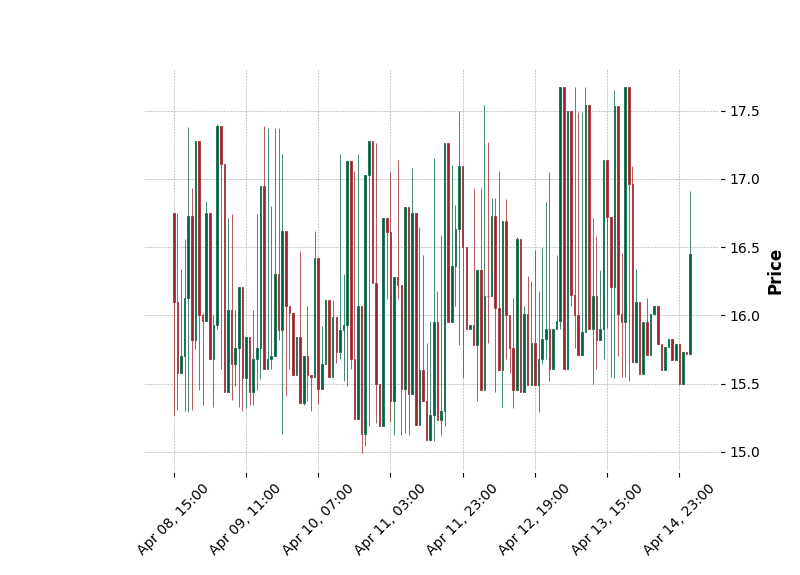 17.5
17.0
16.5
16.0
15.5
15.0
Price
Apr 08, 15:00
Apr 09, 11:00
Apr 10, 07:00
Apr 11, 03:00
Apr 11, 23:00
Apr 12, 19:00
Apr 13, 15:00
Apr 14, 23:00